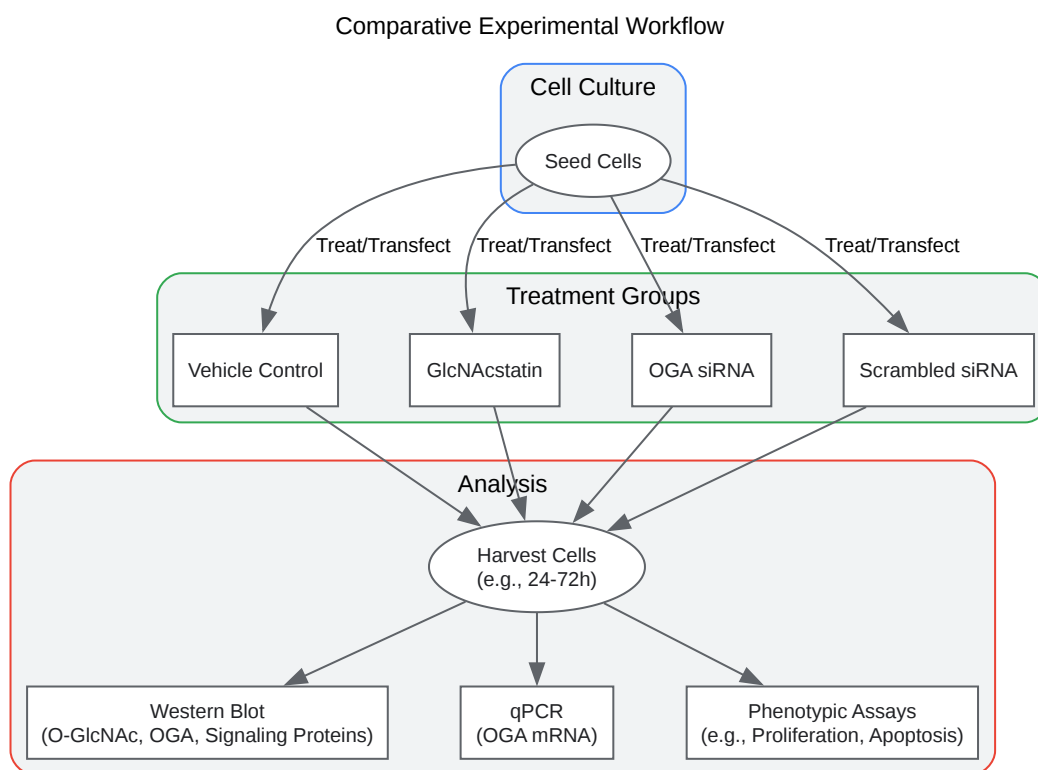 Comparative Experimental Workflow
Cell Culture
Seed Cells
Treat/Transfect
Treat/Transfect
Treat/Transfect
Treat/Transfect
Treatment Groups
Vehicle Control
GlcNAcstatin
OGA siRNA
Scrambled siRNA
Analysis
Harvest Cells
(e.g., 24-72h)
Western Blot
(O-GlcNAc, OGA, Signaling Proteins)
qPCR
(OGA mRNA)
Phenotypic Assays
(e.g., Proliferation, Apoptosis)